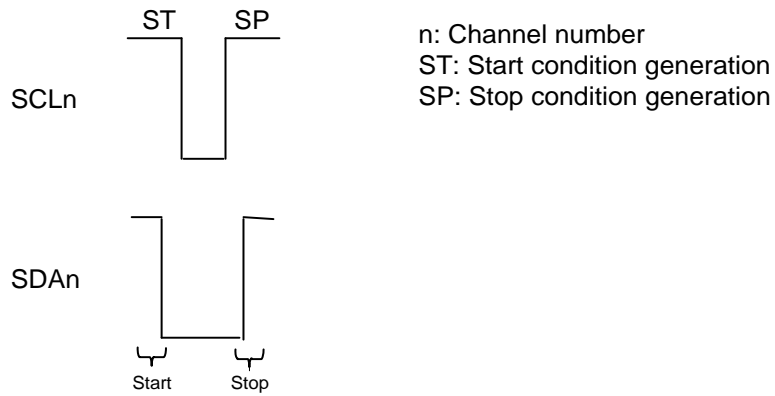 ST SP
n: Channel number
ST: Start condition generation
SP: Stop condition generation
SCLn
SDAn
Start Stop